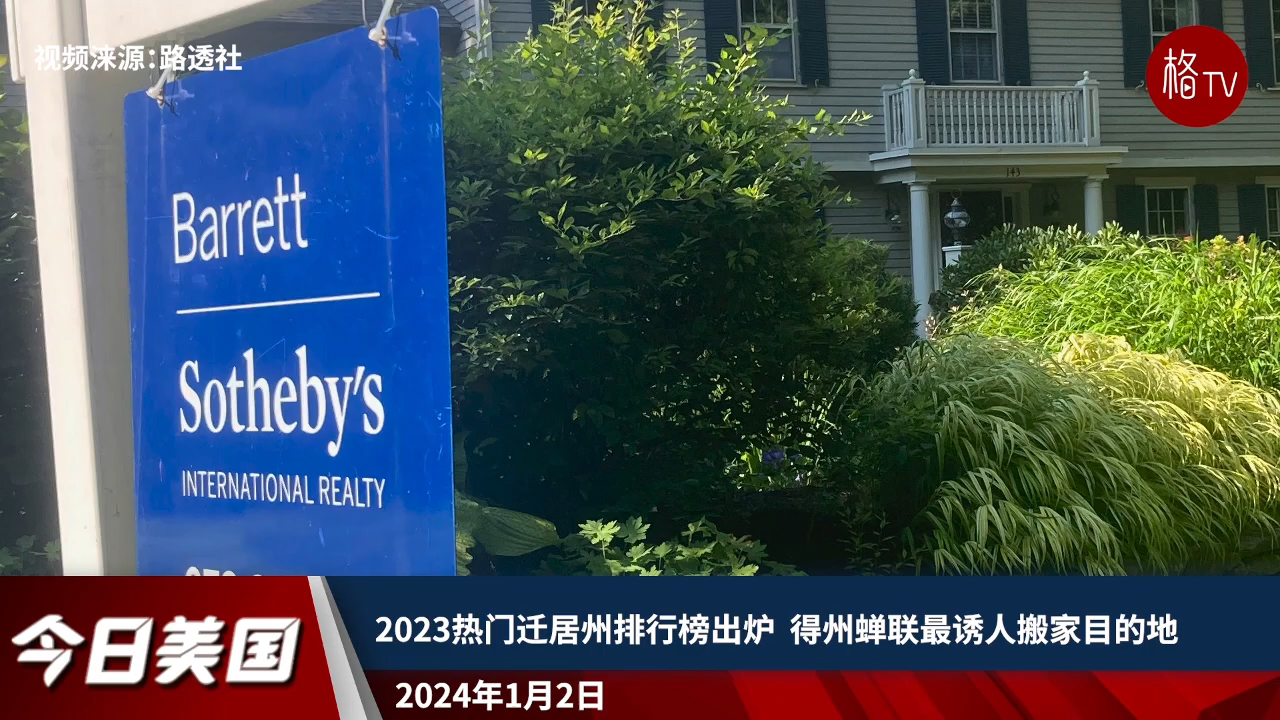 视频涞源：路透社
格TV
Barrett
Sotheby's
INTERNATIONAL REALTY
143
今日美国
2023热门迁居州排行榜出炉 得州蝉联最诱人搬家目的地
2024年1月2日